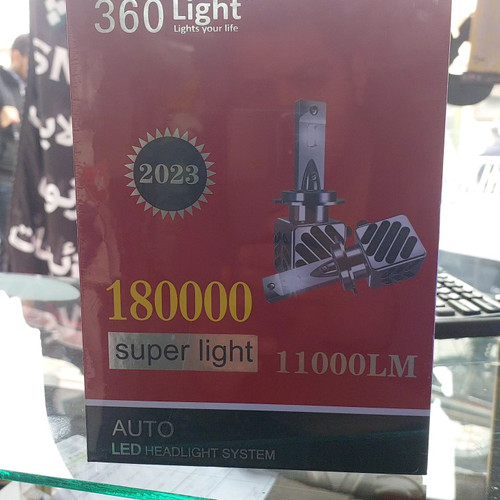 360 Light
Lights your life
2023
180000
super light
11000LM
AUTO
LED HEADLIGHT SYSTEM